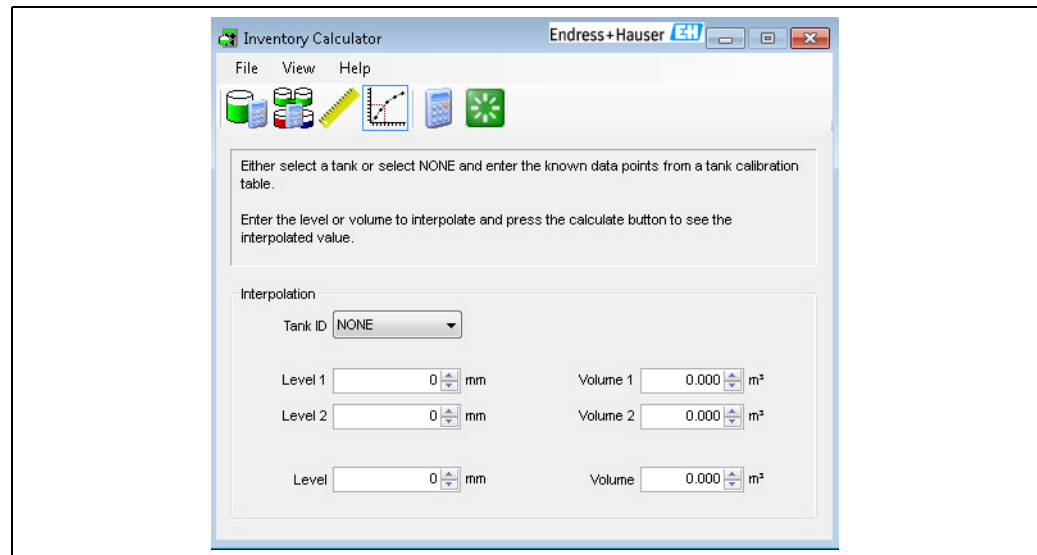 Inventory Calculator
Endress+Hauser EH
File View Help
Either select a tank or select NONE and enter the known data points from a tank calibration
table.
Enter the level or volume to interpolate and press the calculate button to see the
interpolated value.
Interpolation
Tank ID NONE
Level 1 0 mm Volume 1 0.000 m³
Level 2 0 mm Volume 2 0.000 m³
Level 0 mm Volume 0.000 m³